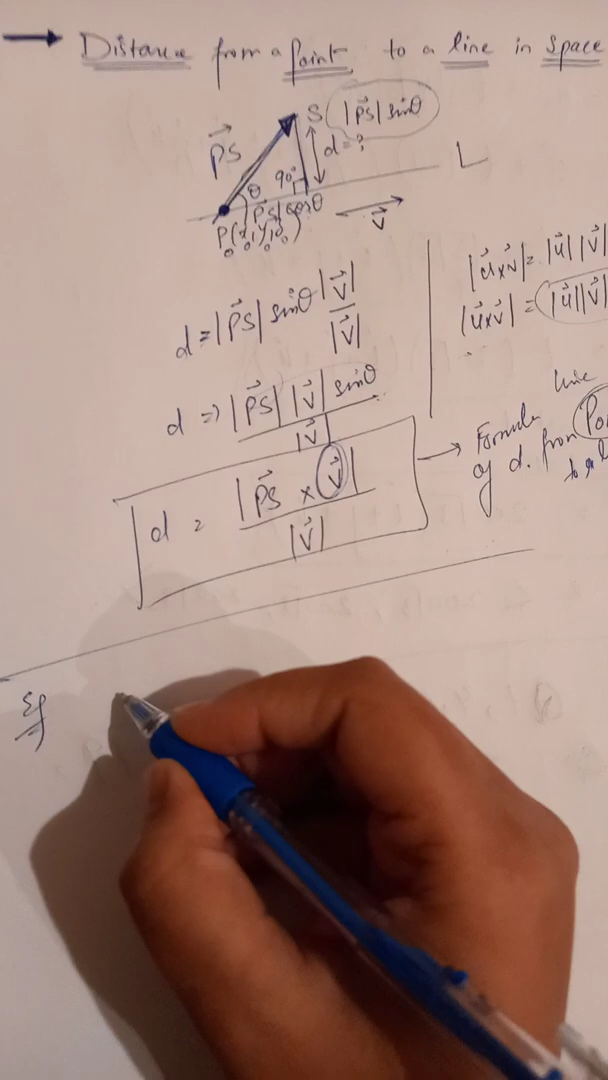 → Distance from a Point to a line in space
S |PS| sinθ
PS
d=?
L
θ 90°
|PS| cosθ
P(x₀,y₀,z₀)
V
|u×v| = |u||v|
|u×v| = |u||v|
d = |PS| sinθ |V| / |V|
d => |PS| |V| sinθ / |V|
d = |PS × V| / |V|
→ Formula line
of d. from
to a
Eg